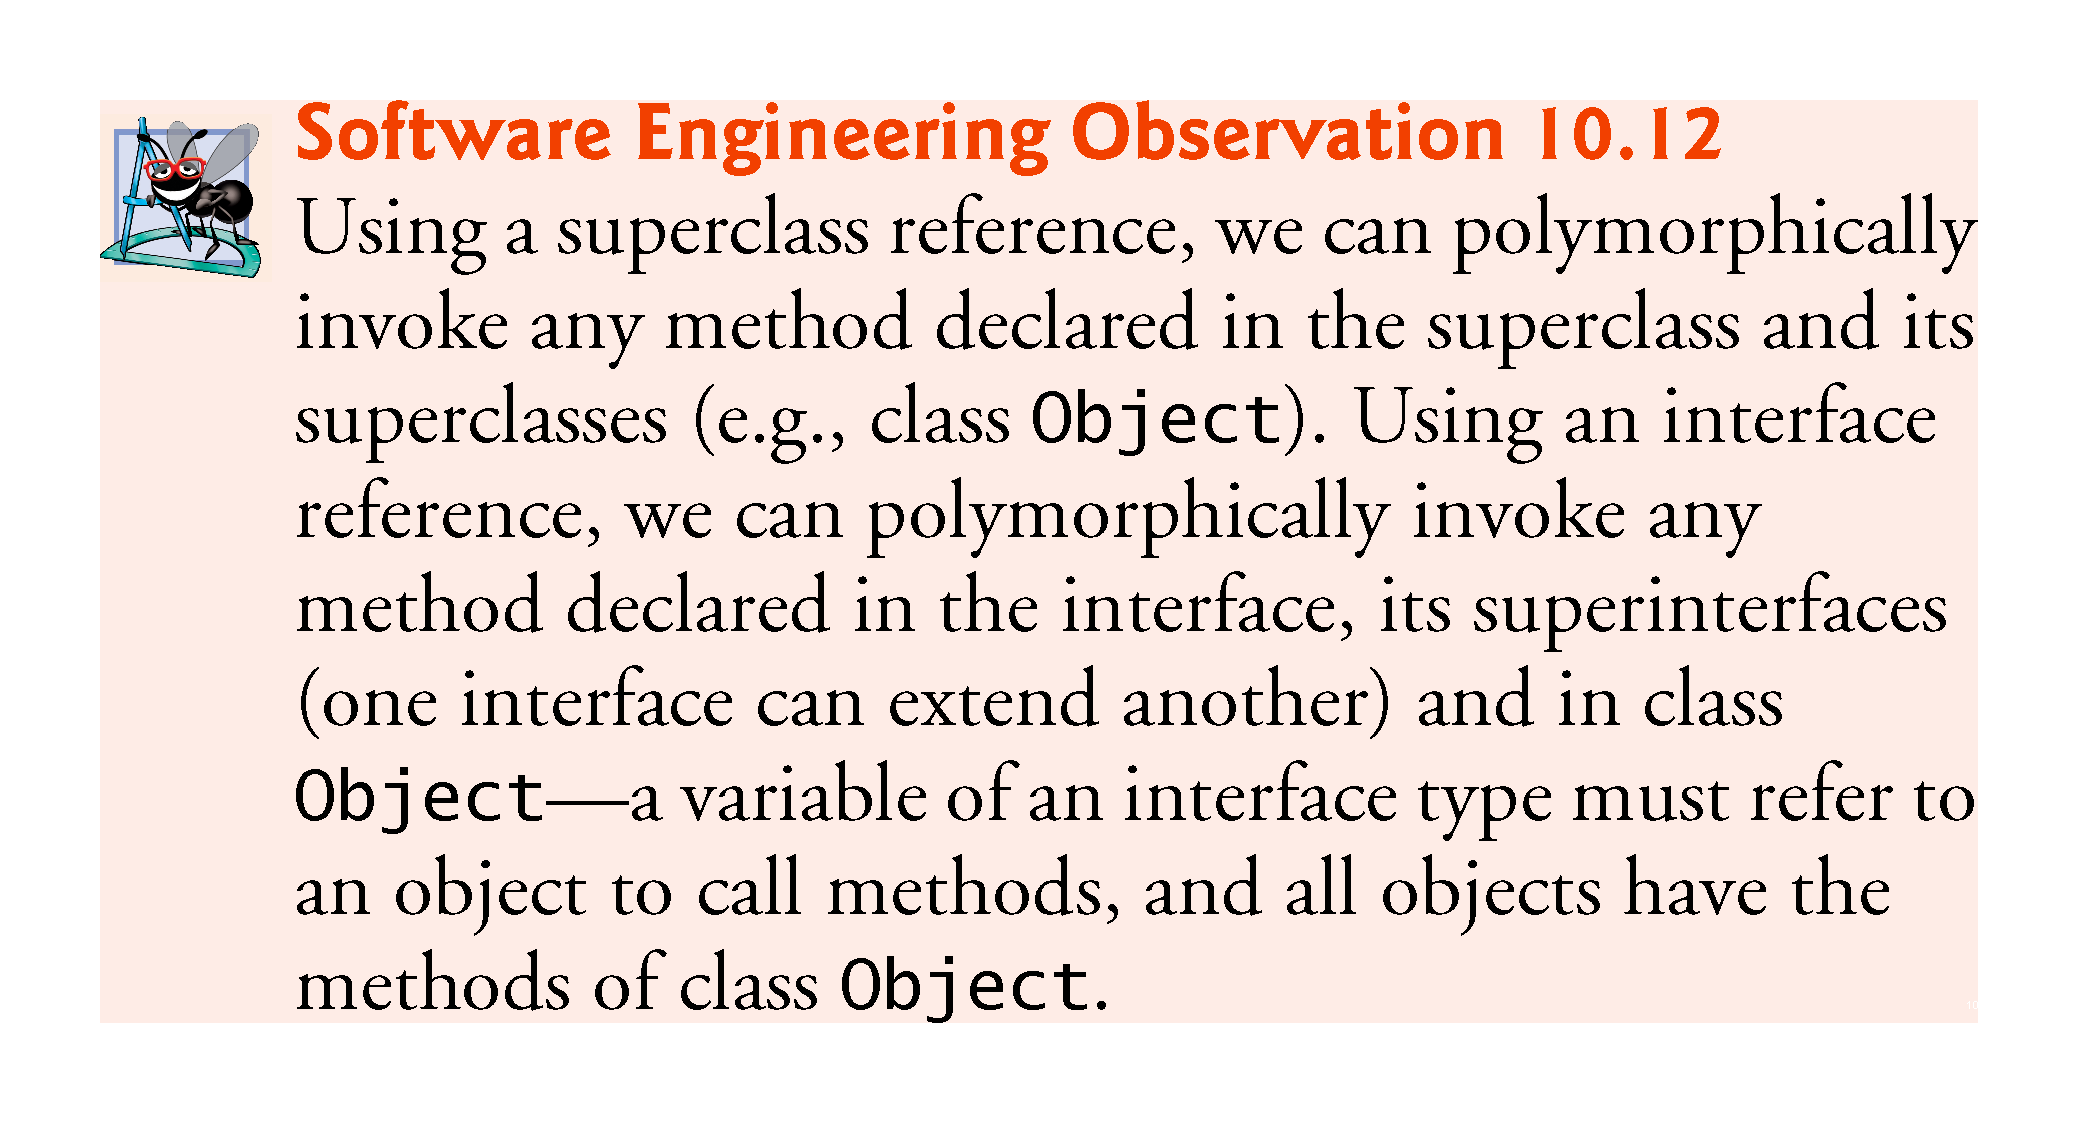 Software Engineering Observation 10.12
Using a superclass reference, we can polymorphically
invoke any method declared in the superclass and its
superclasses (e.g., class Object). Using an interface
reference, we can polymorphically invoke any
method declared in the interface, its superinterfaces
(one interface can extend another) and in class
Object—a variable of an interface type must refer to
an object to call methods, and all objects have the
methods of class Object.